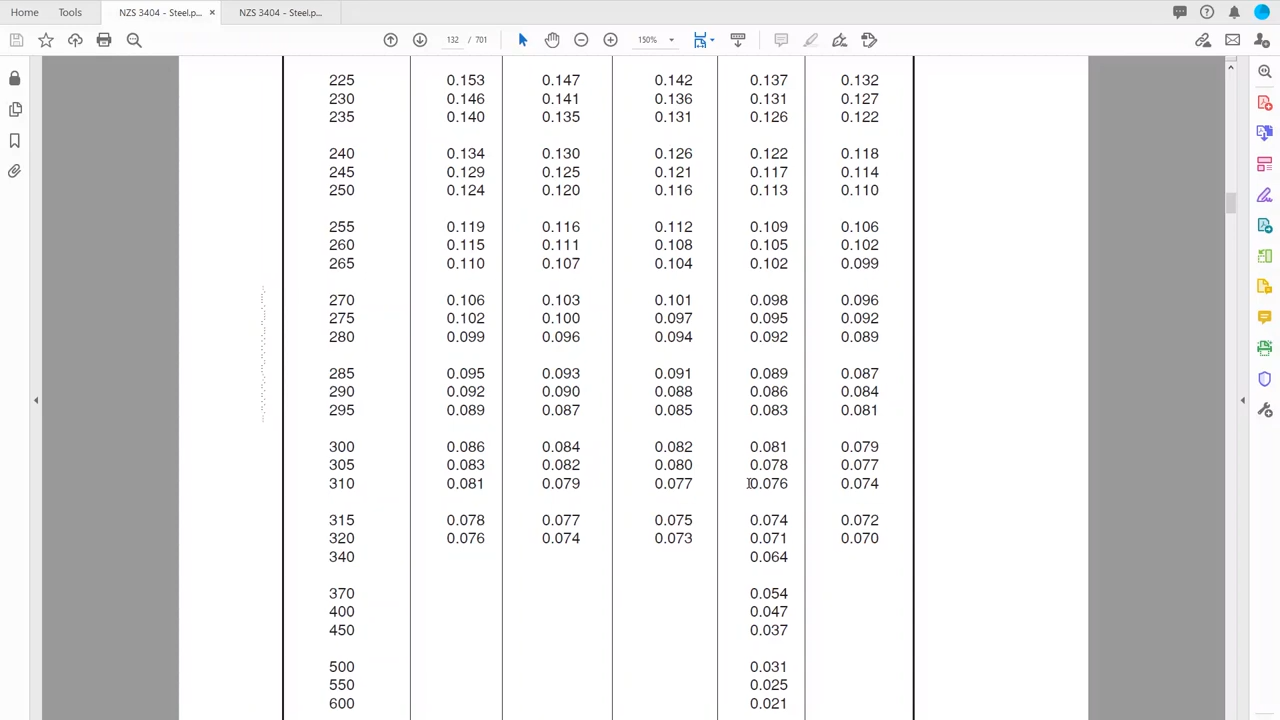 Home Tools NZS 3404 - Steel.p... × NZS 3404 - Steel.p...
132 / 701 150%
225 0.153 0.147 0.142 0.137 0.132
230 0.146 0.141 0.136 0.131 0.127
235 0.140 0.135 0.131 0.126 0.122
240 0.134 0.130 0.126 0.122 0.118
245 0.129 0.125 0.121 0.117 0.114
250 0.124 0.120 0.116 0.113 0.110
255 0.119 0.116 0.112 0.109 0.106
260 0.115 0.111 0.108 0.105 0.102
265 0.110 0.107 0.104 0.102 0.099
270 0.106 0.103 0.101 0.098 0.096
275 0.102 0.100 0.097 0.095 0.092
280 0.099 0.096 0.094 0.092 0.089
285 0.095 0.093 0.091 0.089 0.087
290 0.092 0.090 0.088 0.086 0.084
295 0.089 0.087 0.085 0.083 0.081
300 0.086 0.084 0.082 0.081 0.079
305 0.083 0.082 0.080 0.078 0.077
310 0.081 0.079 0.077 0.076 0.074
315 0.078 0.077 0.075 0.074 0.072
320 0.076 0.074 0.073 0.071 0.070
340 0.064
370 0.054
400 0.047
450 0.037
500 0.031
550 0.025
600 0.021